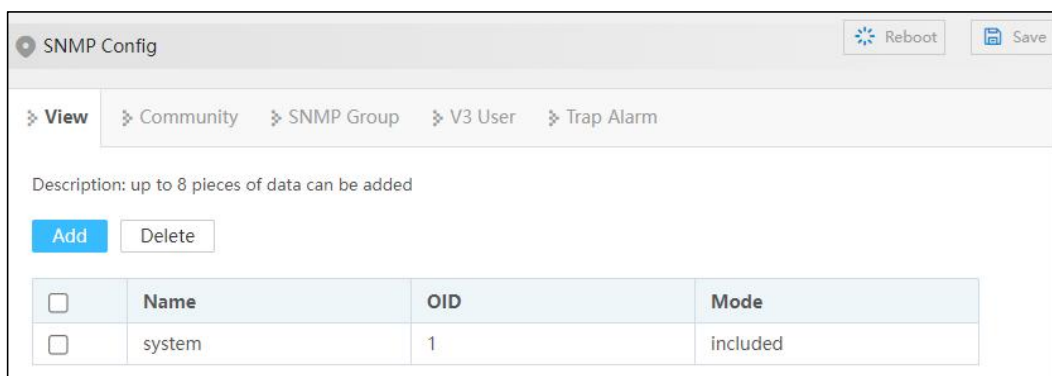 SNMP Config Reboot Save
View Community SNMP Group V3 User Trap Alarm
Description: up to 8 pieces of data can be added
Add Delete
Name OID Mode
system 1 included